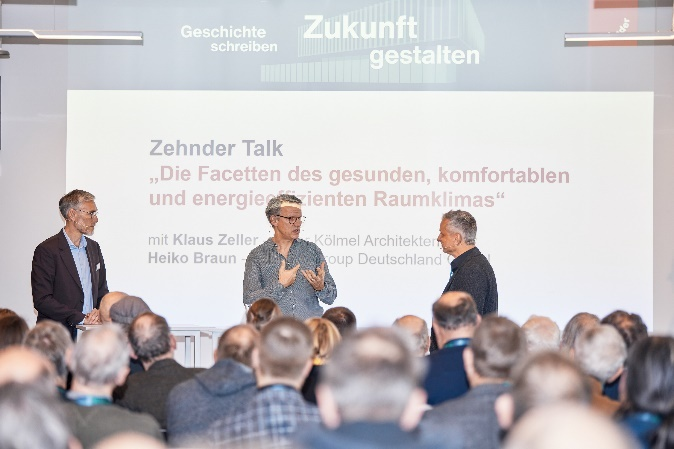 Geschichte
schreiben
Zukunft
gestalten
Zehnder Talk
„Die Facetten des gesunden, komfortablen
und energieeffizienten Raumklimas“
mit Klaus Zeller Kölmel Architekten
Heiko Braun roup Deutschland